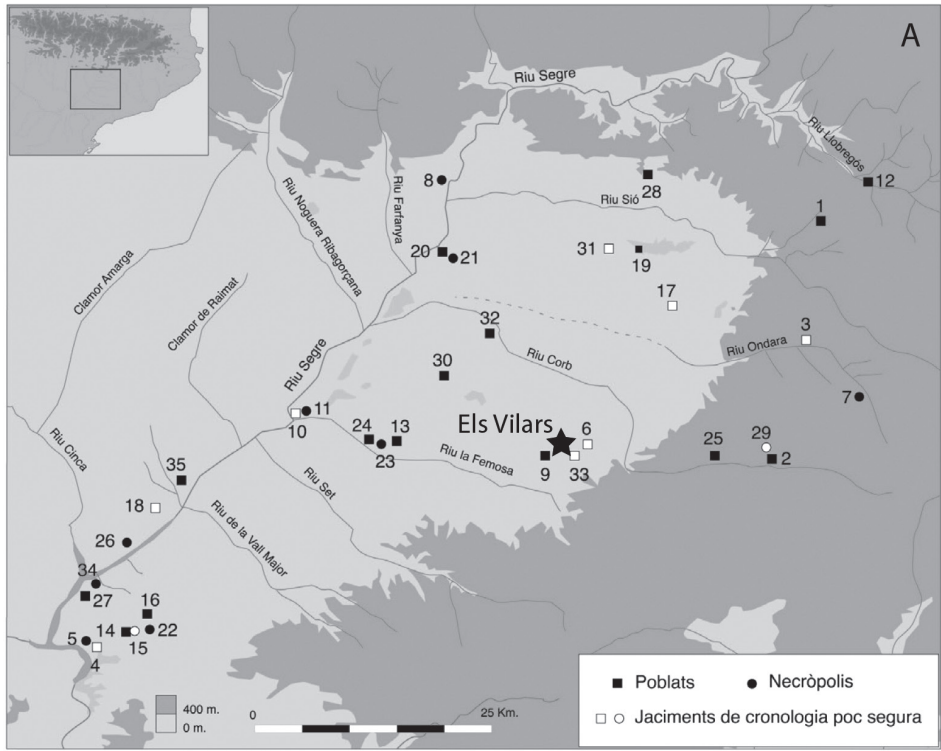 A
Riu Segre
Riu Llobregós
12
8
28
1
Riu Sió
Riu Noguera Ribagorçana
Riu Farfanya
20
21
31
19
Clamor Amarga
17
Clamor de Raimat
32
3
Riu Ondara
Riu Segre
Riu Corb
30
7
11
10
Els Vilars
24
13
6
29
23
25
2
Riu la Femosa
9
33
Riu Cinca
35
Riu Set
18
Riu de la Vall Major
26
34
27
16
5
14
22
15
4
400 m.
0 m.
0
25 Km.
Poblats
Necròpolis
Jaciments de cronologia poc segura